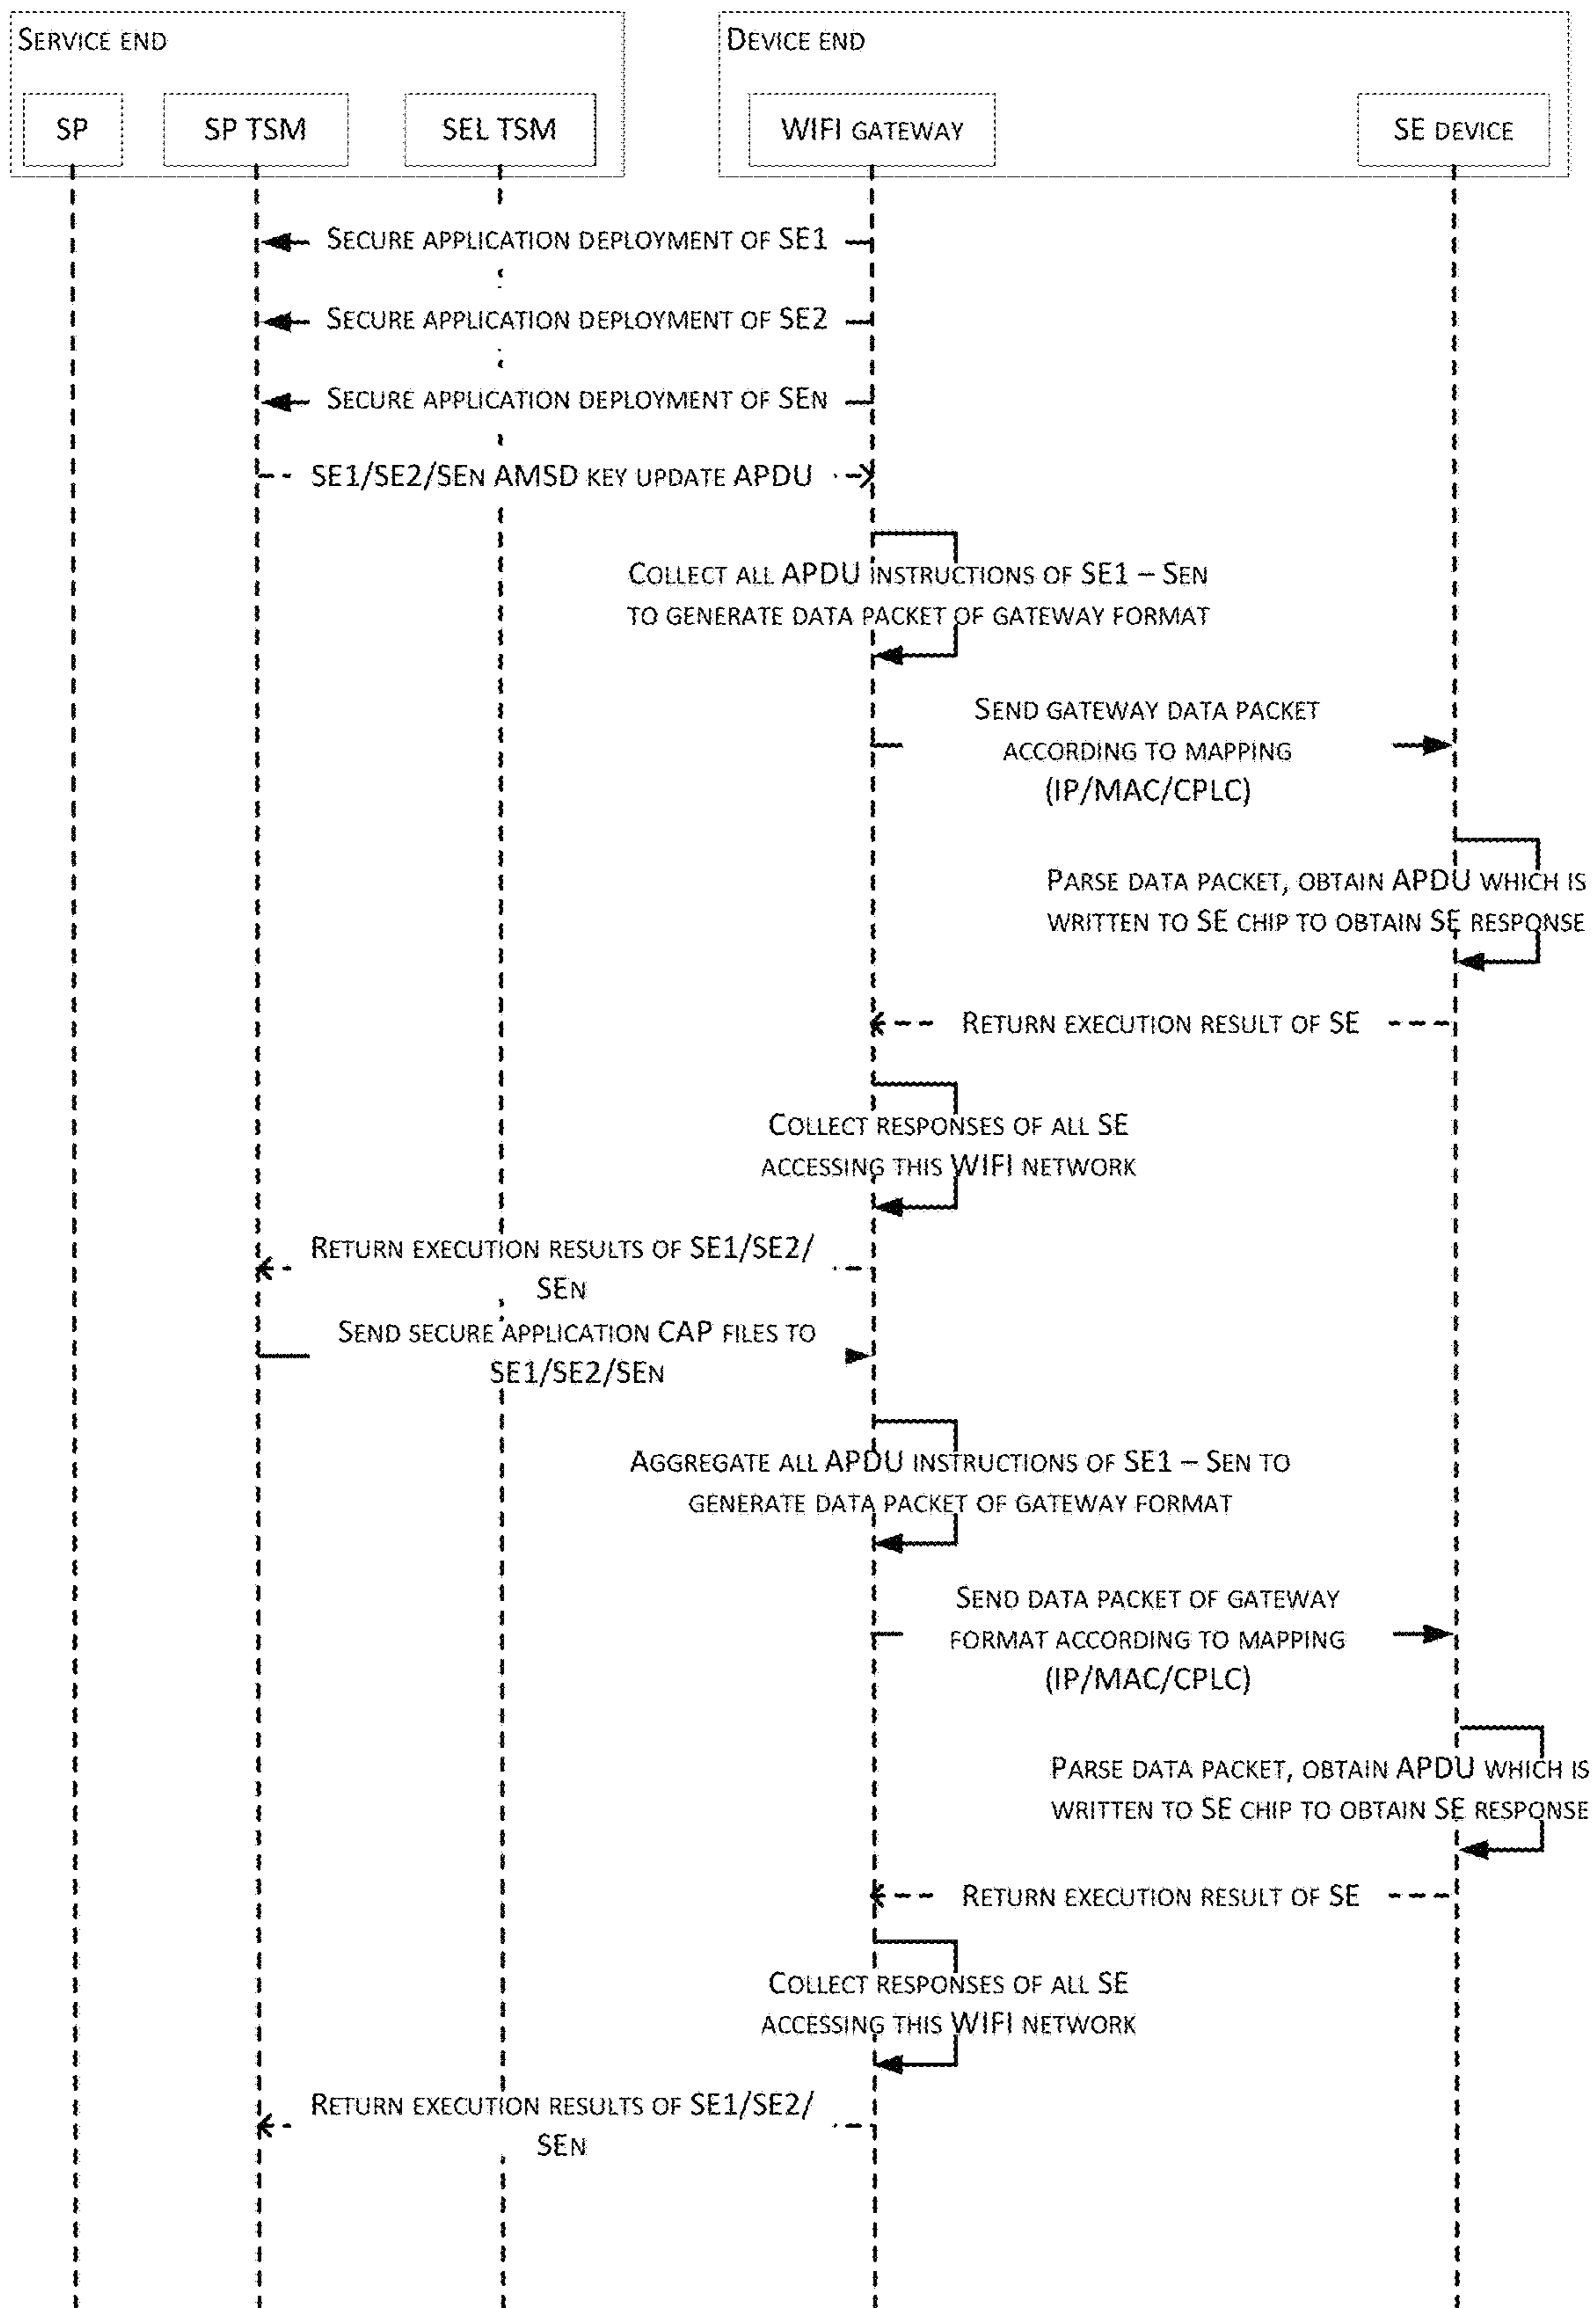 SERVICE END
DEVICE END
SP
SP TSM
SEL TSM
WIFI GATEWAY
SE DEVICE
SECURE APPLICATION DEPLOYMENT OF SE1
SECURE APPLICATION DEPLOYMENT OF SE2
SECURE APPLICATION DEPLOYMENT OF SEN
SE1/SE2/SEN AMSD KEY UPDATE APDU
COLLECT ALL APDU INSTRUCTIONS OF SE1 – SEN
TO GENERATE DATA PACKET OF GATEWAY FORMAT
SEND GATEWAY DATA PACKET
ACCORDING TO MAPPING
(IP/MAC/CPLC)
PARSE DATA PACKET, OBTAIN APDU WHICH IS
WRITTEN TO SE CHIP TO OBTAIN SE RESPONSE
RETURN EXECUTION RESULT OF SE
COLLECT RESPONSES OF ALL SE
ACCESSING THIS WIFI NETWORK
RETURN EXECUTION RESULTS OF SE1/SE2/
SEN
SEND SECURE APPLICATION CAP FILES TO
SE1/SE2/SEN
AGGREGATE ALL APDU INSTRUCTIONS OF SE1 – SEN TO
GENERATE DATA PACKET OF GATEWAY FORMAT
SEND DATA PACKET OF GATEWAY
FORMAT ACCORDING TO MAPPING
(IP/MAC/CPLC)
PARSE DATA PACKET, OBTAIN APDU WHICH IS
WRITTEN TO SE CHIP TO OBTAIN SE RESPONSE
RETURN EXECUTION RESULT OF SE
COLLECT RESPONSES OF ALL SE
ACCESSING THIS WIFI NETWORK
RETURN EXECUTION RESULTS OF SE1/SE2/
SEN